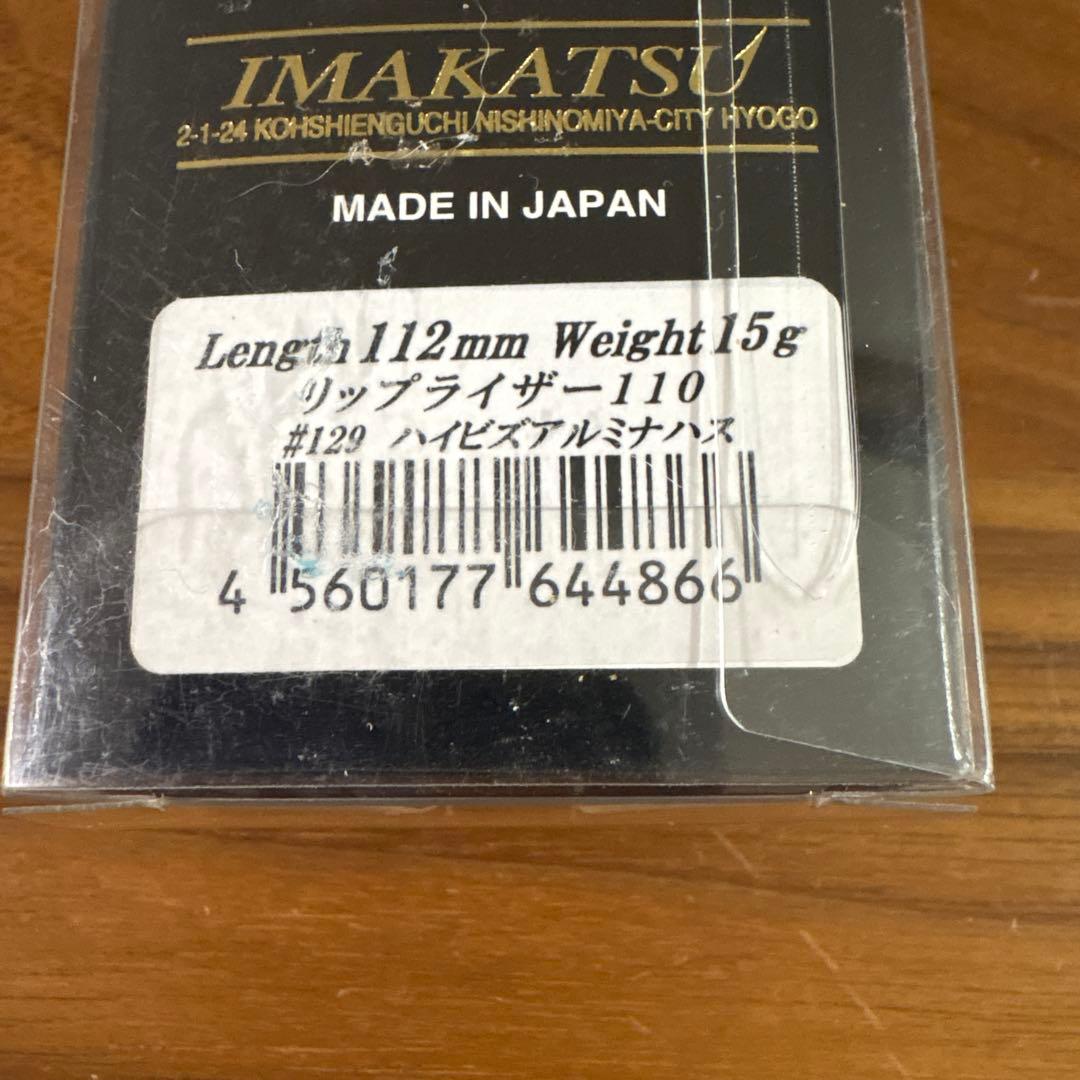 IMAKATSU
2-1-24 KOHSHIENGUCHI NISHINOMIYA-CITY HYOGO
MADE IN JAPAN
Length 112mm Weight 15g
リップライザー110
#129 ハイビズアルミナハス
4 560177 644866